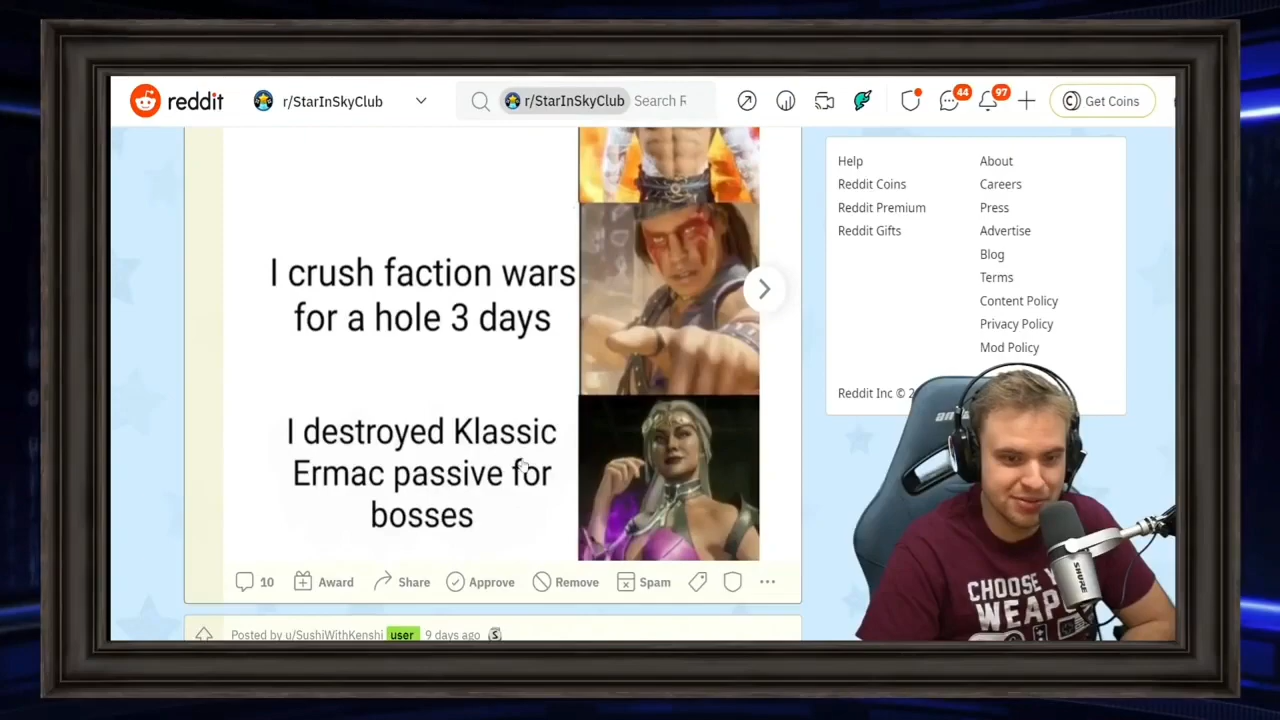 reddit
r/StarInSkyClub
r/StarInSkyClub Search R
44
97
Get Coins
I crush faction wars
for a hole 3 days
I destroyed Klassic
Ermac passive for
bosses
10
Award
Share
Approve
Remove
Spam
Posted by u/SushiWithKenshi user 9 days ago
Help
About
Reddit Coins
Careers
Reddit Premium
Press
Reddit Gifts
Advertise
Blog
Terms
Content Policy
Privacy Policy
Mod Policy
Reddit Inc © 2
CHOOSE Y
WEAP
SHURE